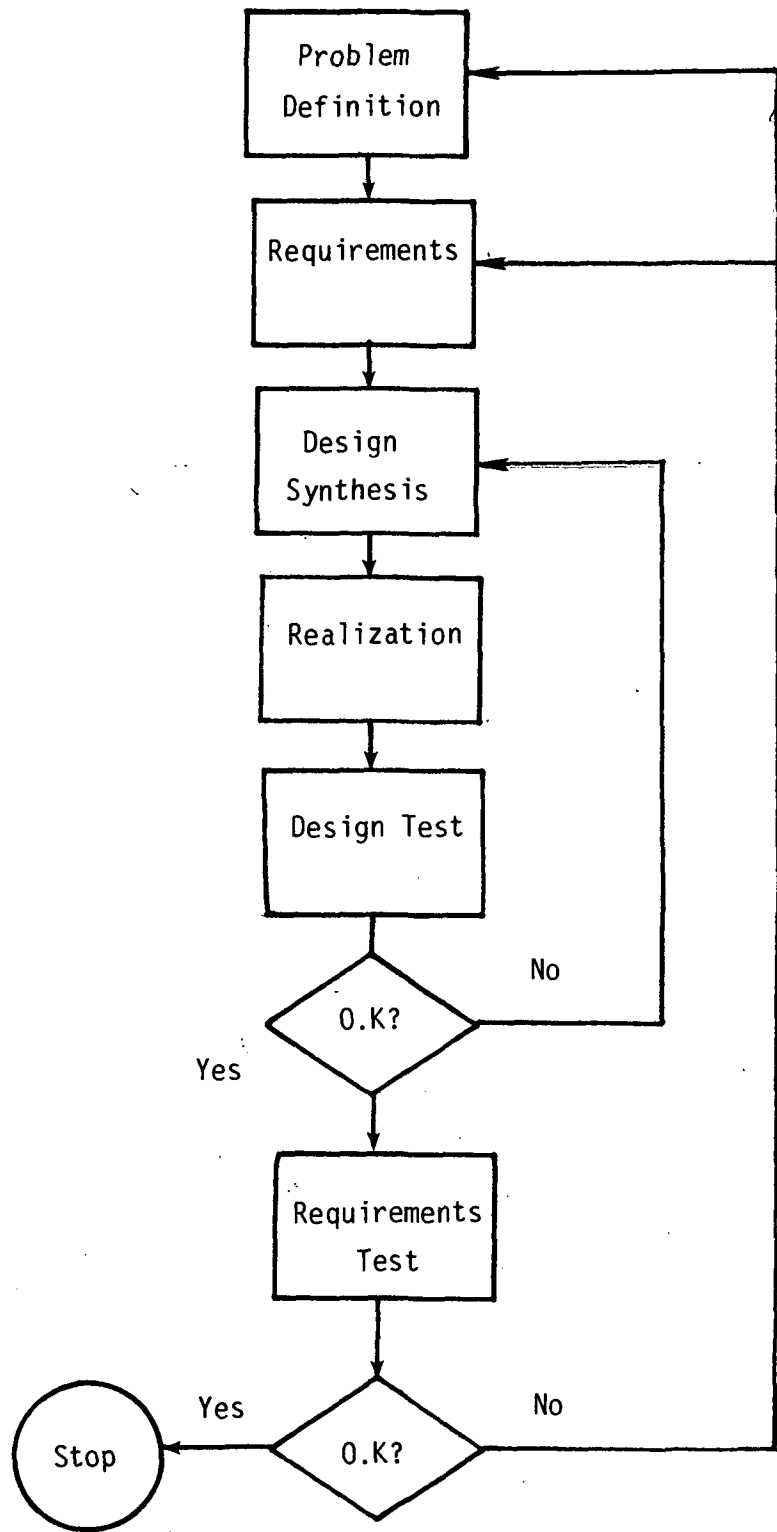 Problem
Definition
Requirements
Design
Synthesis
Realization
Design Test
No
O.K?
Yes
Requirements
Test
Yes
No
Stop
O.K?